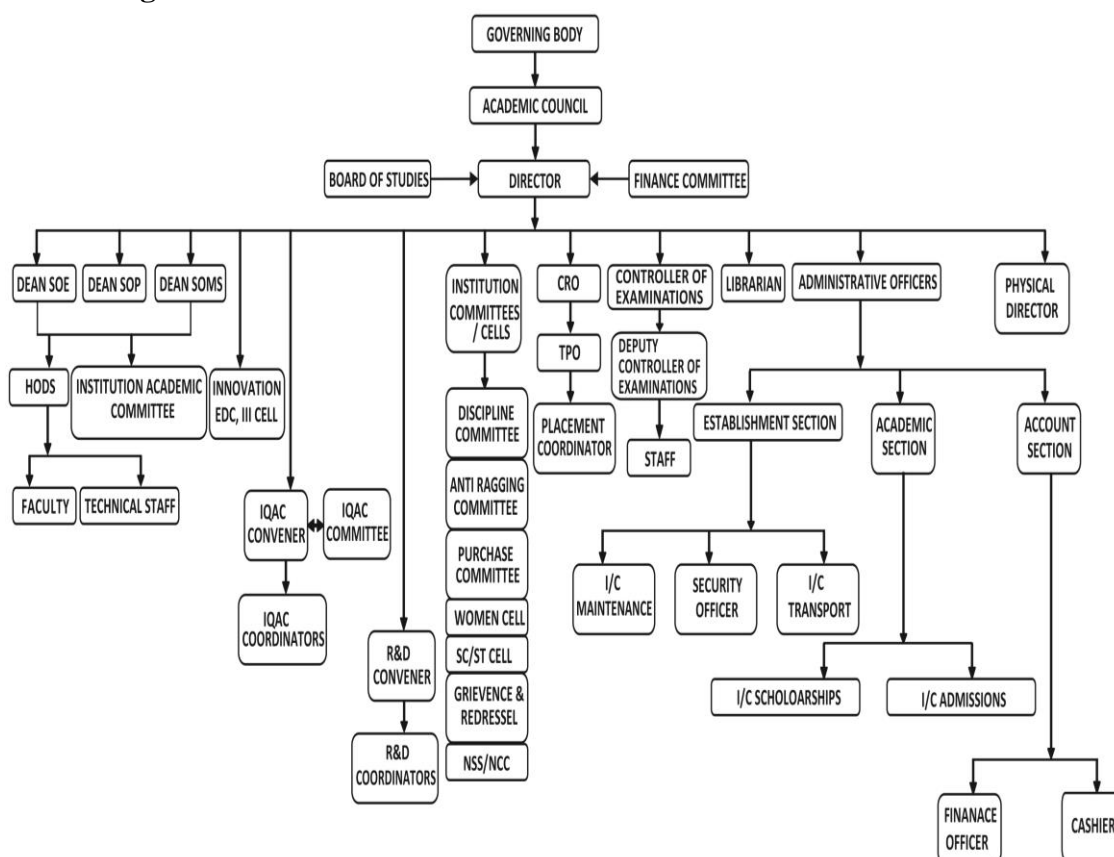 GOVERNING BODY
ACADEMIC COUNCIL
BOARD OF STUDIES
DIRECTOR
FINANCE COMMITTEE
DEAN SOE
DEAN SOP
DEAN SOMS
INSTITUTION
COMMITTEES
/ CELLS
CRO
CONTROLLER OF
EXAMINATIONS
LIBRARIAN
ADMINISTRATIVE OFFICERS
PHYSICAL
DIRECTOR
HODS
INSTITUTION ACADEMIC
COMMITTEE
INNOVATION
EDC, III CELL
TPO
DEPUTY
CONTROLLER OF
EXAMINATIONS
DISCIPLINE
COMMITTEE
PLACEMENT
COORDINATOR
STAFF
ESTABLISHMENT SECTION
ACADEMIC
SECTION
ACCOUNT
SECTION
FACULTY
TECHNICAL STAFF
IQAC
CONVENER
IQAC
COMMITTEE
ANTI RAGGING
COMMITTEE
PURCHASE
COMMITTEE
I/C
MAINTENANCE
SECURITY
OFFICER
I/C
TRANSPORT
IQAC
COORDINATORS
WOMEN CELL
R&D
CONVENER
SC/ST CELL
GRIEVENCE &
REDRESSEL
I/C SCHOLOARSHIPS
I/C ADMISSIONS
R&D
COORDINATORS
NSS/NCC
FINANACE
OFFICER
CASHIER